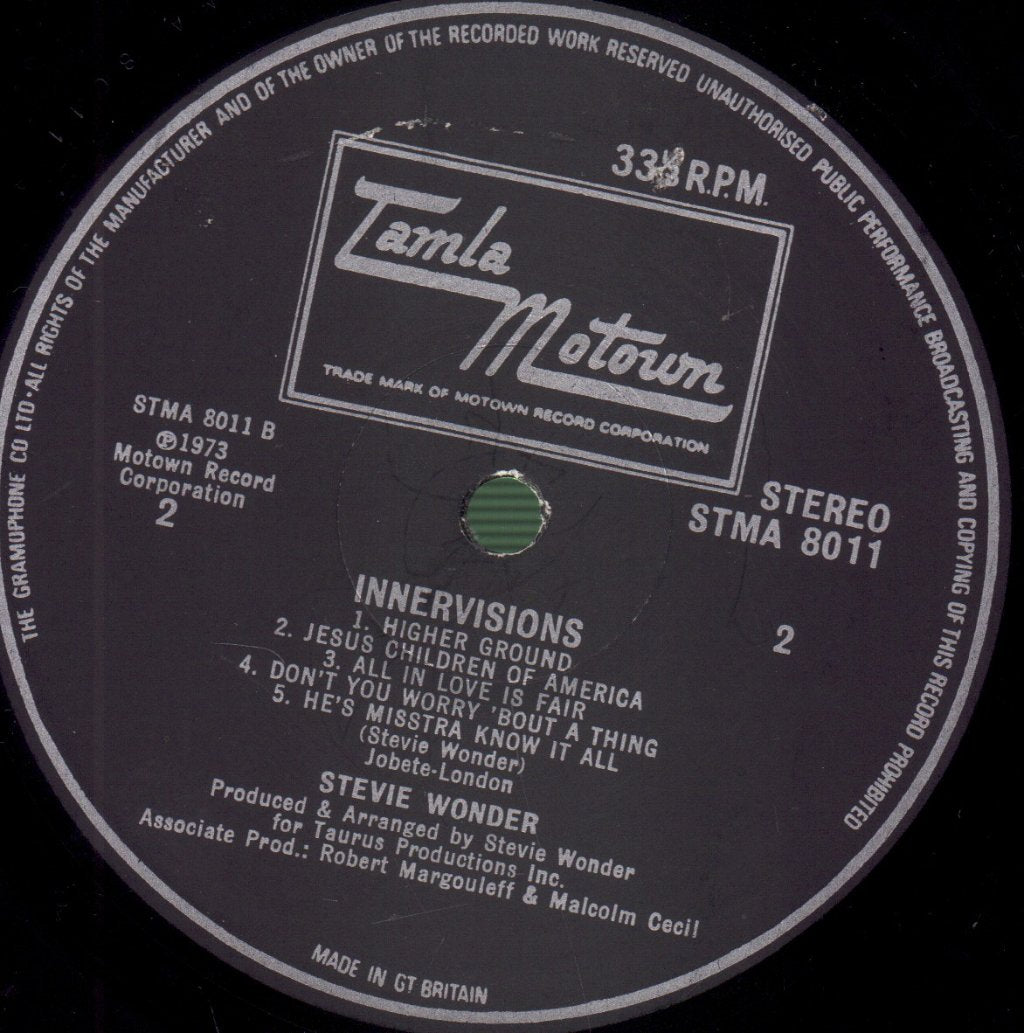 THE GRAMOPHONE CO LTD · ALL RIGHTS OF THE MANUFACTURER AND OF THE OWNER OF THE RECORDED WORK RESERVED UNAUTHORISED PUBLIC PERFORMANCE BROADCASTING AND COPYING OF THIS RECORD PROHIBITED
33⅓ R.P.M.
Tamla
Motown
TRADE MARK OF MOTOWN RECORD CORPORATION
STMA 8011 B
℗1973
Motown Record
Corporation
2
STEREO
STMA 8011
2
INNERVISIONS
1. HIGHER GROUND
2. JESUS CHILDREN OF AMERICA
3. ALL IN LOVE IS FAIR
4. DON'T YOU WORRY 'BOUT A THING
5. HE'S MISSTRA KNOW IT ALL
(Stevie Wonder)
Jobete-London
STEVIE WONDER
Produced & Arranged by Stevie Wonder
for Taurus Productions Inc.
Associate Prod.: Robert Margouleff & Malcolm Cecil
MADE IN GT BRITAIN